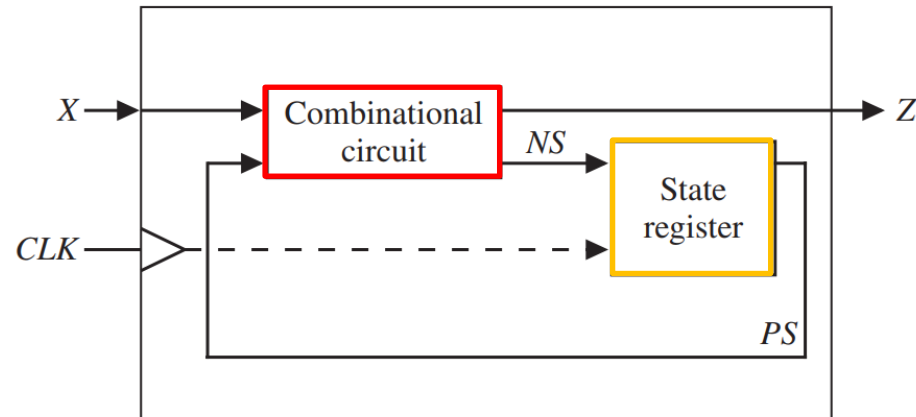 X
Combinational
circuit
Z
NS
State
register
CLK
PS